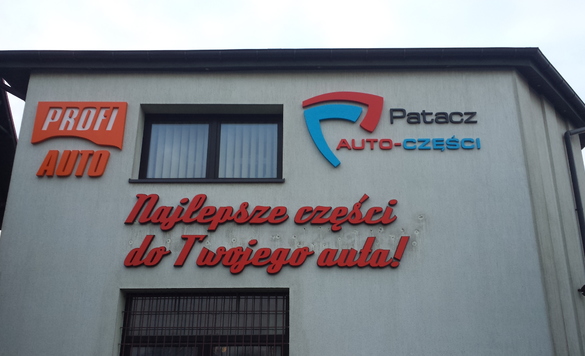 PROFI
AUTO
Patacz
AUTO-CZĘŚCI
Najlepsze części
do Twojego auta!